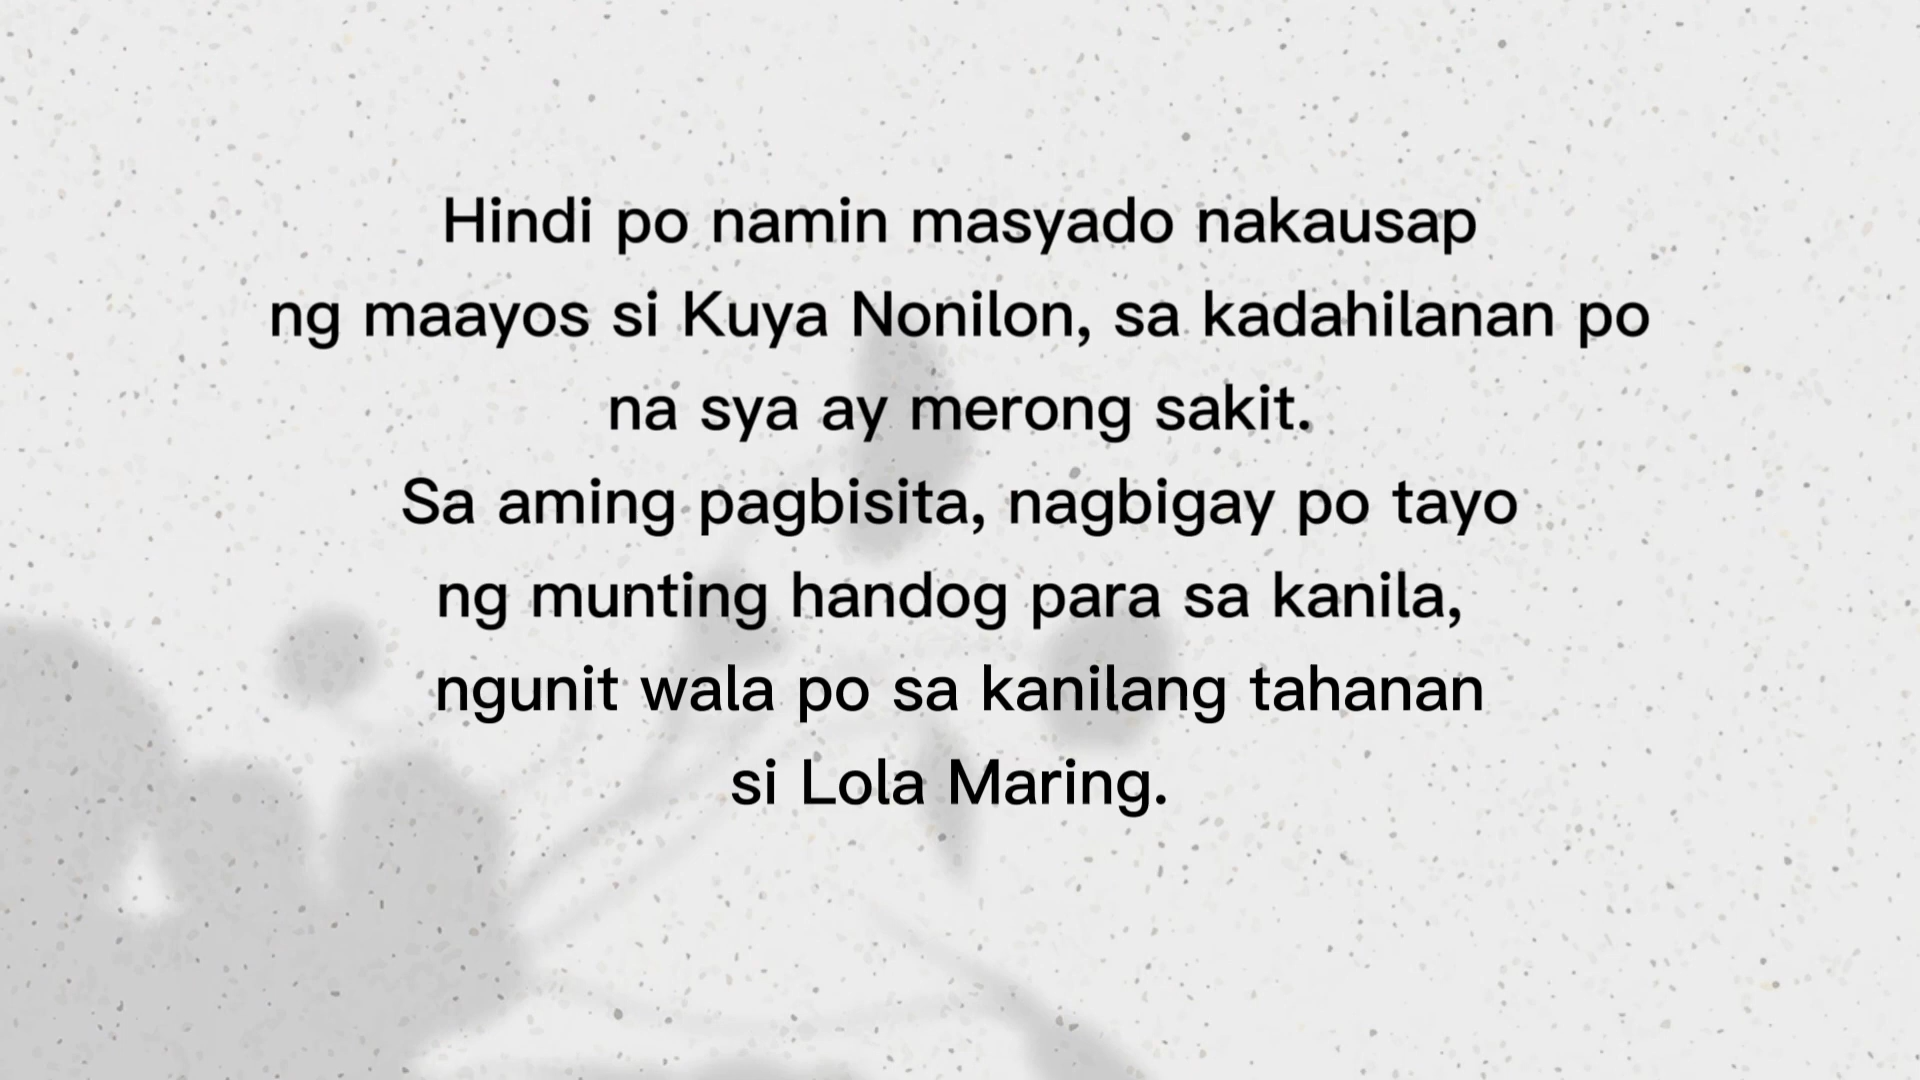 Hindi po namin masyado nakausap
ng maayos si Kuya Nonilon, sa kadahilanan po
na sya ay merong sakit.
Sa aming pagbisita, nagbigay po tayo
ng munting handog para sa kanila,
ngunit wala po sa kanilang tahanan
si Lola Maring.